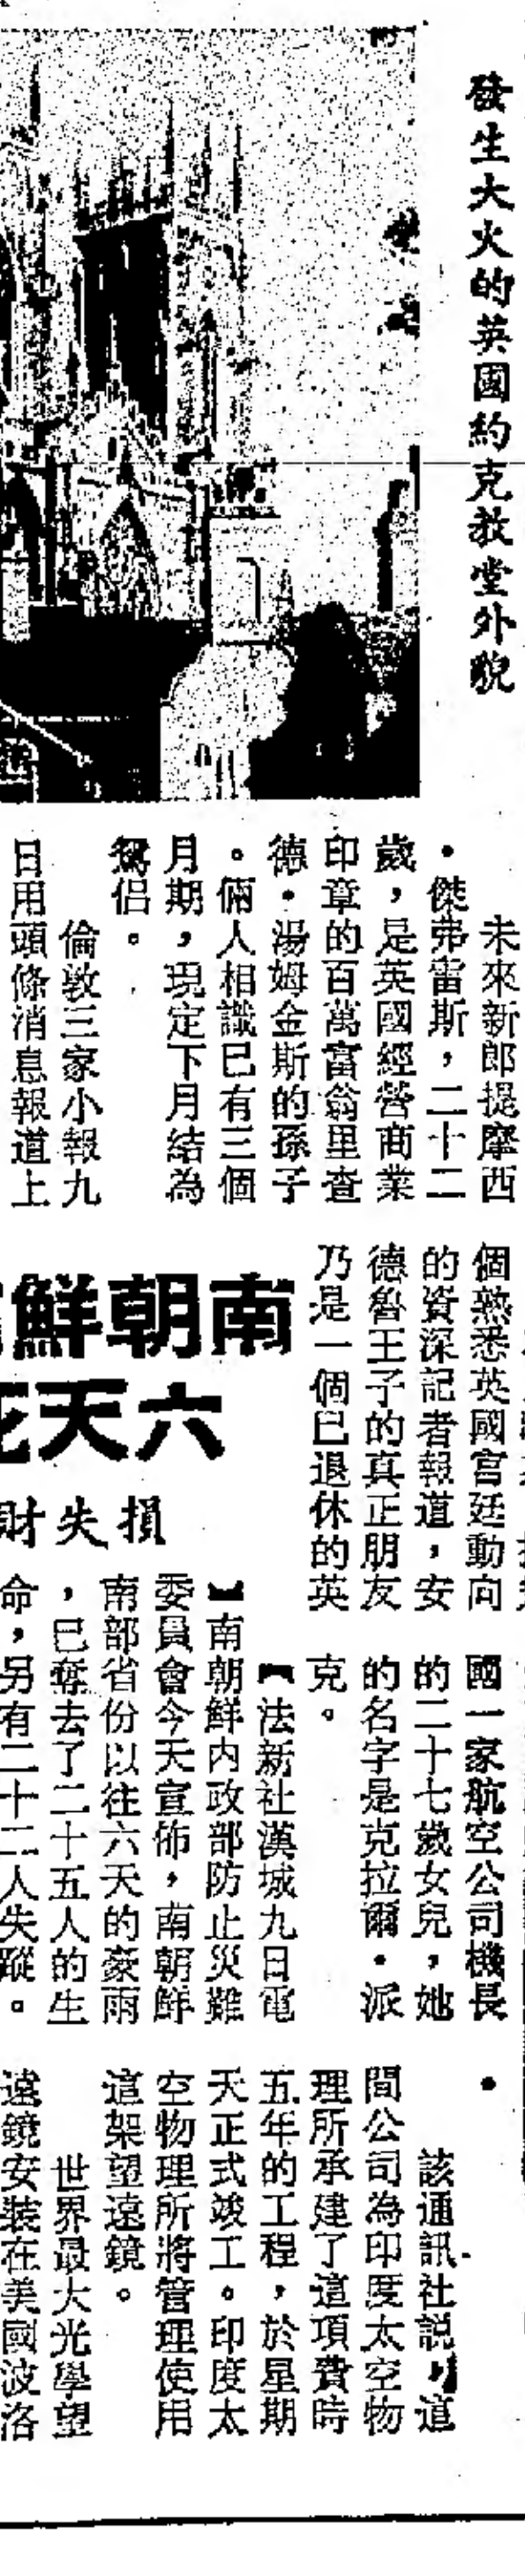 發生大火的英國約克教堂外貌
未來新郎提摩西
・傑弗雷斯，二十二
歲，是英國經營商業
印章的百萬富翁里查
德・湯姆金斯的孫子
。倆人相識已有三個
月期，現定下月結為
鴛侶。
倫敦三家小報九
日用頭條消息報道上
個熟悉英國宮廷動向
的資深記者報道，安
德魯王子的真正朋友
乃是一個已退休的英
國一家航空公司機長
的二十七歲女兒，她
的名字是克拉爾・派
克。
南朝鮮
六天死
損失財
【法新社漢城九日電
】南朝鮮內政部防止災難
委員會今天宣佈，南朝鮮
南部省份以往六天的豪雨
，已奪去了二十五人的生
命，另有二十二人失蹤。
該通訊社説，這
間公司為印度太空物
理所承建了這項費時
五年的工程，於星期
天正式竣工。印度太
空物理所將管理使用
這架望遠鏡。
世界最大光學望
遠鏡安裝在美國波洛